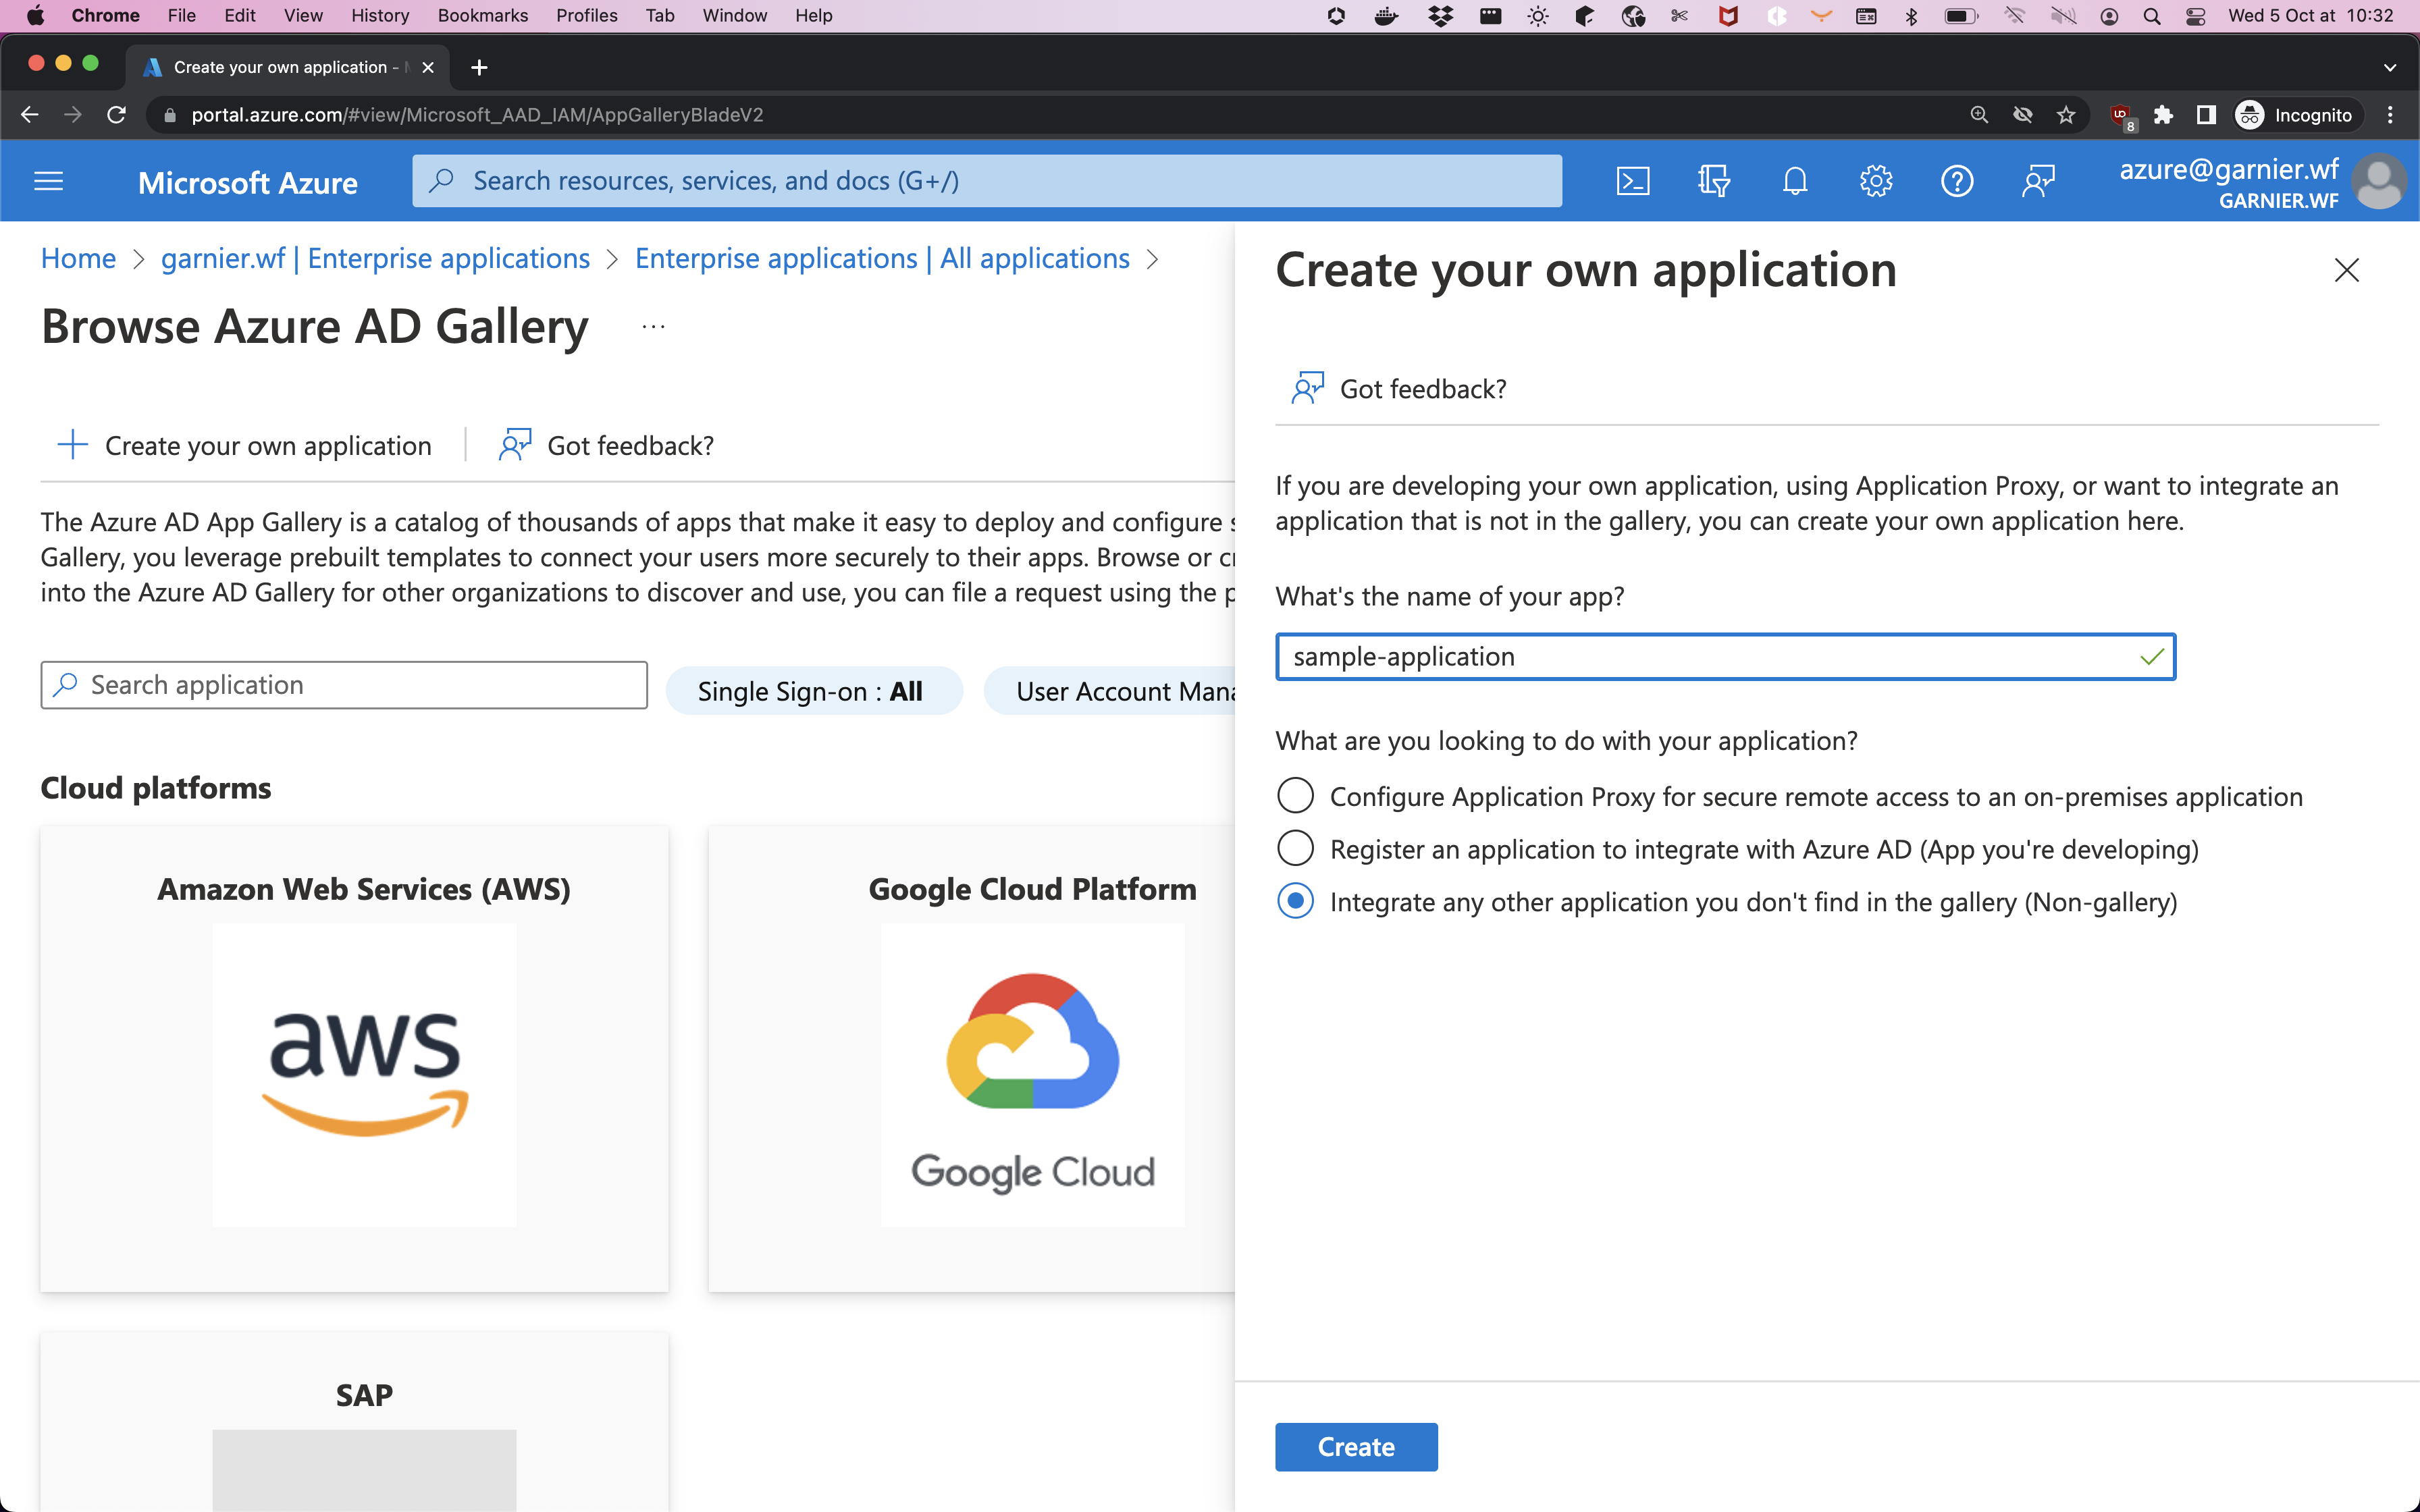 Chrome File Edit View History Bookmarks Profiles Tab Window Help Wed 5 Oct at 10:32
Create your own application -
portal.azure.com/#view/Microsoft_AAD_IAM/AppGalleryBladeV2
8
Incognito
Microsoft Azure
Search resources, services, and docs (G+/)
azure@garnier.wf
GARNIER.WF
Home > garnier.wf | Enterprise applications > Enterprise applications | All applications >
Browse Azure AD Gallery ...
Create your own application
Got feedback?
The Azure AD App Gallery is a catalog of thousands of apps that make it easy to deploy and configure
Gallery, you leverage prebuilt templates to connect your users more securely to their apps. Browse or
into the Azure AD Gallery for other organizations to discover and use, you can file a request using the
Search application
Single Sign-on : All
User Account
Cloud platforms
Amazon Web Services (AWS)
aws
Google Cloud Platform
Google Cloud
SAP
Create your own application
Got feedback?
If you are developing your own application, using Application Proxy, or want to integrate an
application that is not in the gallery, you can create your own application here.
What's the name of your app?
sample-application
What are you looking to do with your application?
Configure Application Proxy for secure remote access to an on-premises application
Register an application to integrate with Azure AD (App you're developing)
Integrate any other application you don't find in the gallery (Non-gallery)
Create